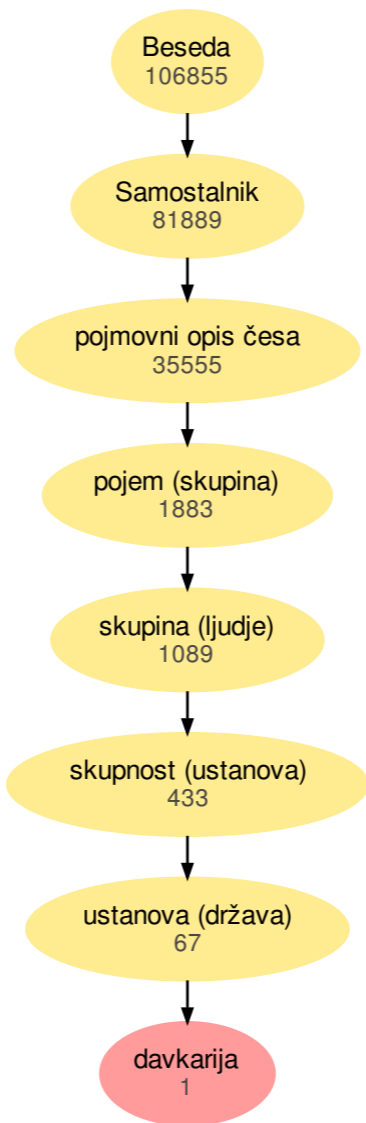 Beseda
106855
Samostalnik
81889
pojmovni opis česa
35555
pojem (skupina)
1883
skupina (ljudje)
1089
skupnost (ustanova)
433
ustanova (država)
67
davkarija
1